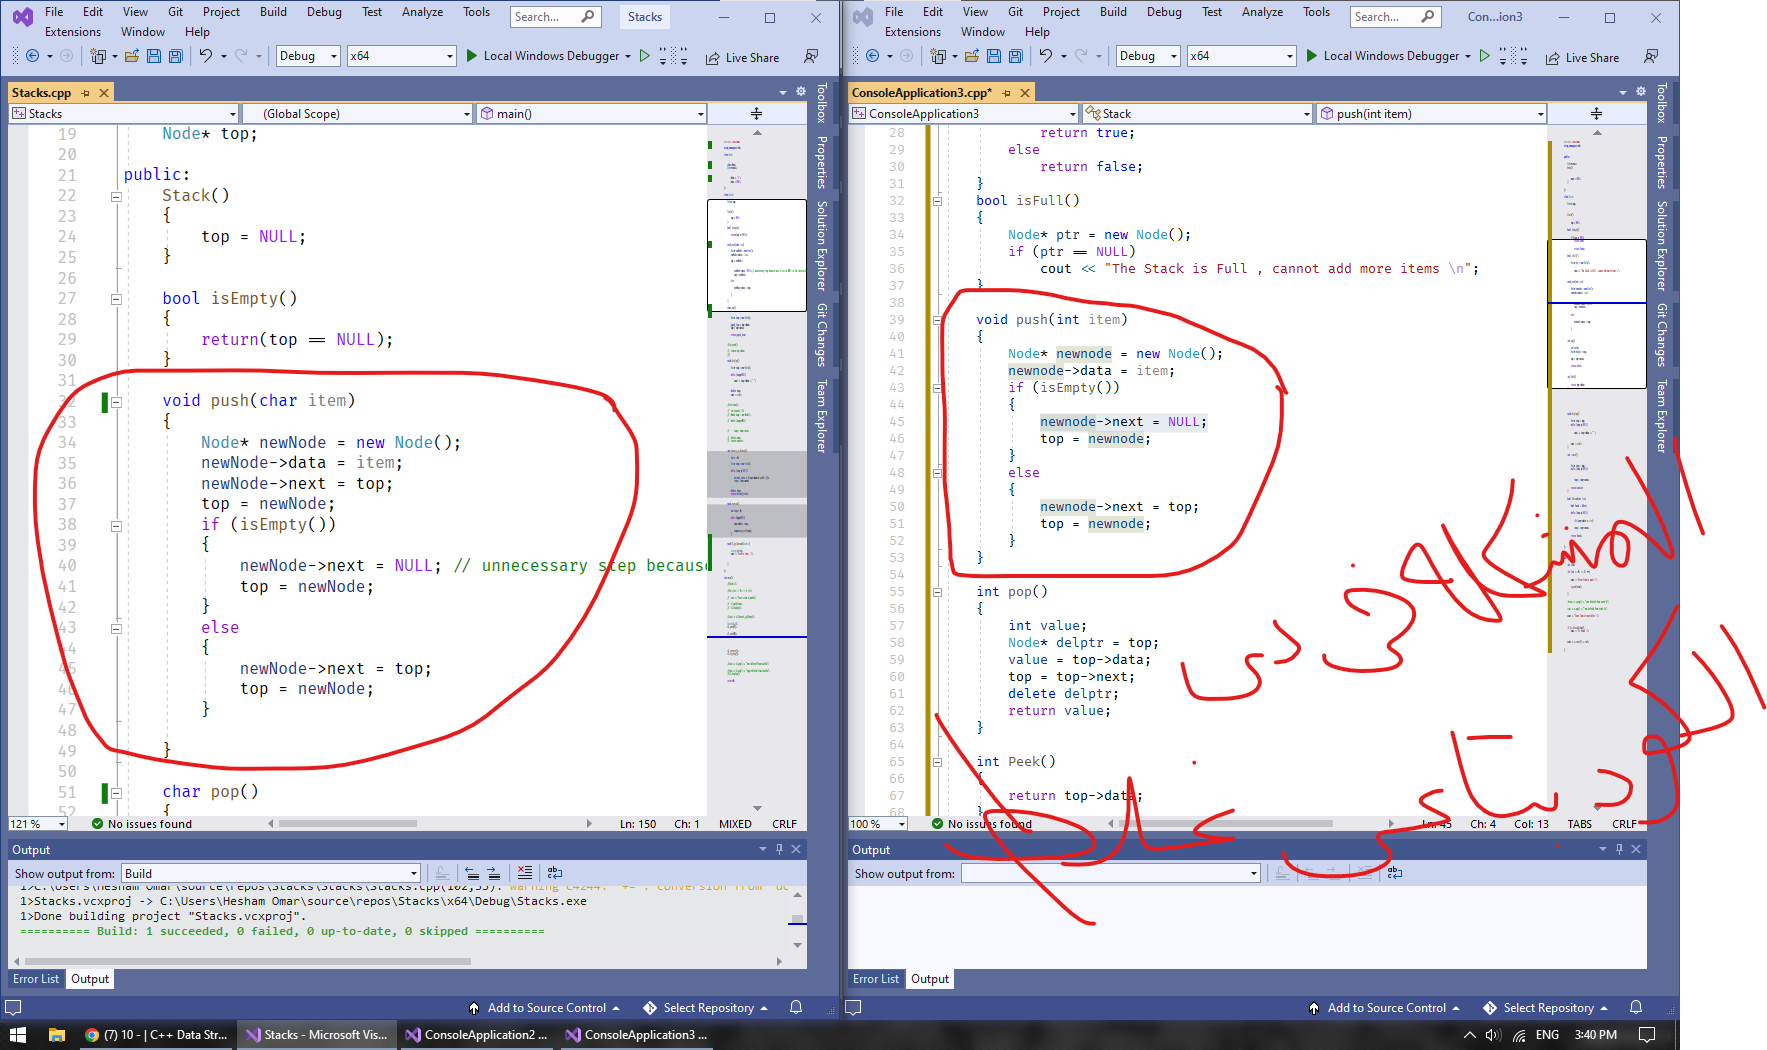 File Edit View Git Project Build Debug Test Analyze Tools Search... Stacks
Extensions Window Help
Debug x64 Local Windows Debugger Live Share
Stacks.cpp
Stacks (Global Scope) main()
19 Node* top;
20
21 public:
22 Stack()
23 {
24 top = NULL;
25 }
26
27 bool isEmpty()
28 {
29 return(top == NULL);
30 }
31
32 void push(char item)
33 {
34 Node* newNode = new Node();
35 newNode->data = item;
36 newNode->next = top;
37 top = newNode;
38 if (isEmpty())
39 {
40 newNode->next = NULL; // unnecessary step because
41 top = newNode;
42 }
43 else
44 {
45 newNode->next = top;
46 top = newNode;
47 }
48
49 }
50
51 char pop()
52 {
121 % No issues found Ln: 150 Ch: 1 MIXED CRLF
Output
Show output from: Build
1>C:\Users\Hesham Omar\source\repos\Stacks\Stacks\Stacks.cpp(102,55): warning C4244: '+=': conversion from 'do
1>Stacks.vcxproj -> C:\Users\Hesham Omar\source\repos\Stacks\x64\Debug\Stacks.exe
1>Done building project "Stacks.vcxproj".
========== Build: 1 succeeded, 0 failed, 0 up-to-date, 0 skipped ==========
Error List Output
Add to Source Control Select Repository
Toolbox
Properties
Solution Explorer
Git Changes
Team Explorer
File Edit View Git Project Build Debug Test Analyze Tools Search... Con...ion3
Extensions Window Help
Debug x64 Local Windows Debugger Live Share
ConsoleApplication3.cpp*
ConsoleApplication3 Stack push(int item)
28 return true;
29 else
30 return false;
31 }
32 bool isFull()
33 {
34 Node* ptr = new Node();
35 if (ptr == NULL)
36 cout << "The Stack is Full , cannot add more items \n";
37 }
38
39 void push(int item)
40 {
41 Node* newnode = new Node();
42 newnode->data = item;
43 if (isEmpty())
44 {
45 newnode->next = NULL;
46 top = newnode;
47 }
48 else
49 {
50 newnode->next = top;
51 top = newnode;
52 }
53 }
54
55 int pop()
56 {
57 int value;
58 Node* delptr = top;
59 value = top->data;
60 top = top->next;
61 delete delptr;
62 return value;
63 }
64
65 int Peek()
66 {
67 return top->data;
68 }
100 % No issues found Ln: 45 Ch: 4 Col: 13 TABS CRLF
Output
Show output from:
Error List Output
Add to Source Control Select Repository
Toolbox
Properties
Solution Explorer
Git Changes
Team Explorer
(7) 10 - | C++ Data Str... Stacks - Microsoft Vis... ConsoleApplication2 ... ConsoleApplication3 ... ENG 3:40 PM